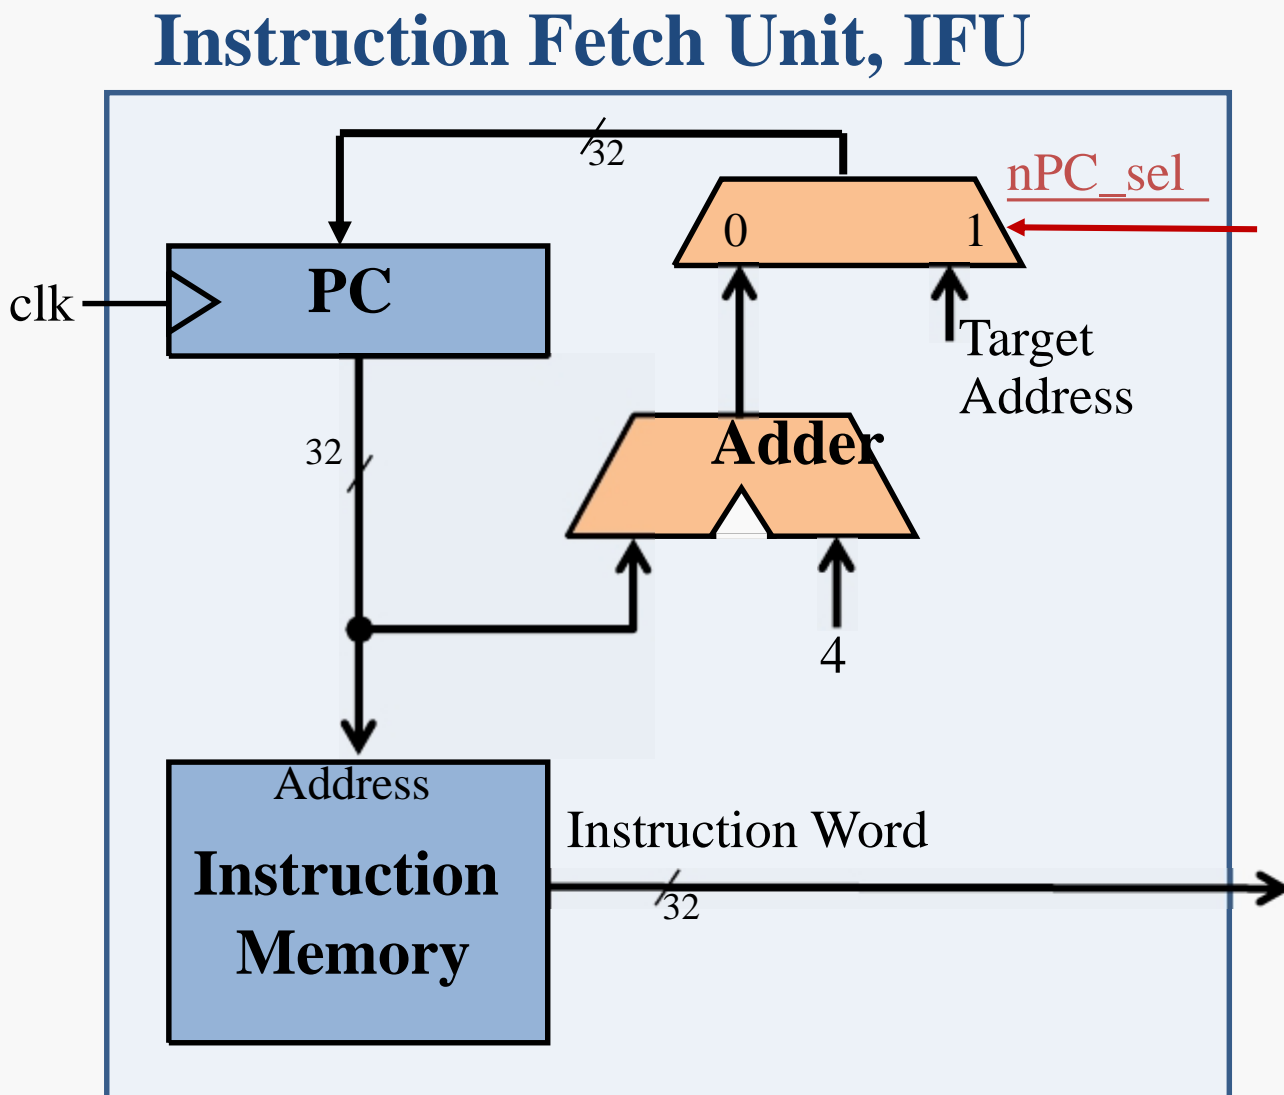 Instruction Fetch Unit, IFU
32
nPC_sel
0
1
PC
clk
Target
Address
Adder
32
4
Address
Instruction Word
Instruction
Memory
32